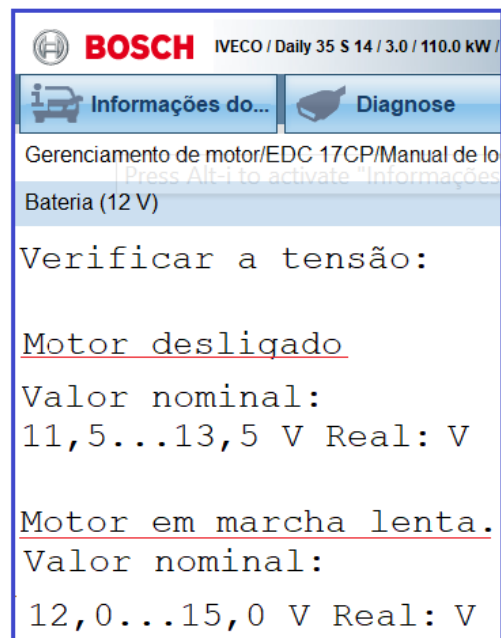 BOSCH IVECO / Daily 35 S 14 / 3.0 / 110.0 kW /
Informações do... Diagnose
Gerenciamento de motor/EDC 17CP/Manual de lo
Press Alt-i to activate "Informações
Bateria (12 V)
Verificar a tensão:
Motor desligado
Valor nominal:
11,5...13,5 V Real: V
Motor em marcha lenta.
Valor nominal:
12,0...15,0 V Real: V